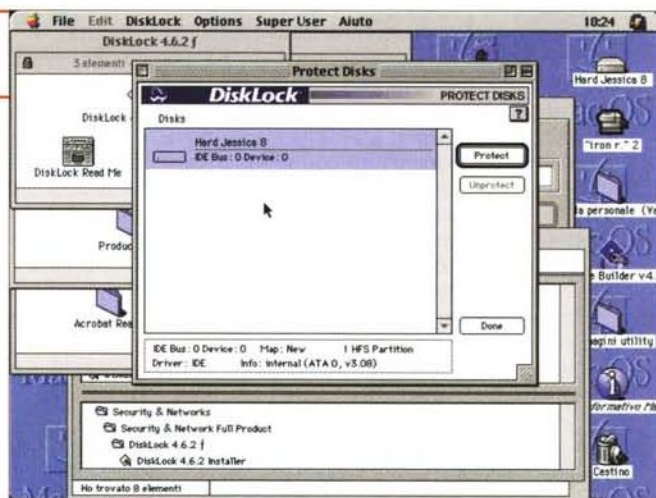 File Edit DiskLock Options Super User Aiuto 10:24
DiskLock 4.6.2 ƒ
3 elementi
DiskLock
DiskLock Read Me
Produc
Acrobat Rea
Protect Disks
DiskLock PROTECT DISKS
Disks
?
Hard Jessica 8
IDE Bus: 0 Device: 0
Protect
Unprotect
Done
IDE Bus: 0 Device: 0 Map: New 1 HFS Partition
Driver: IDE Info: internal (ATA 0, v3.08)
Security & Networks
Security & Network Full Product
DiskLock 4.6.2 ƒ
DiskLock 4.6.2 Installer
Ho trovato 8 elementi
Hard Jessica 8
"iron r." 2
a personale (Ya
e Builder v4.
agini utility
formative Ma
Cestino